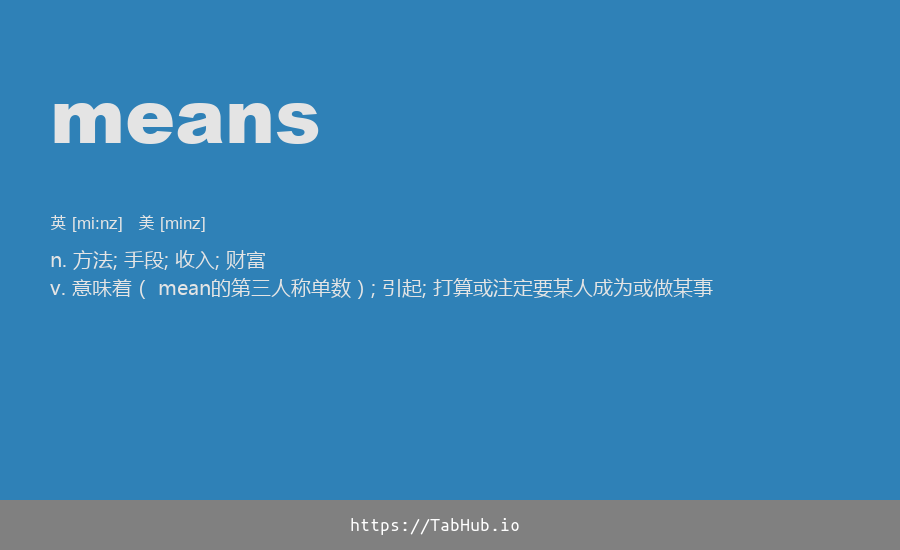 means
英 [mi:nz] 美 [minz]
n. 方法; 手段; 收入; 财富
v. 意味着（ mean的第三人称单数）; 引起; 打算或注定要某人成为或做某事
https://TabHub.io